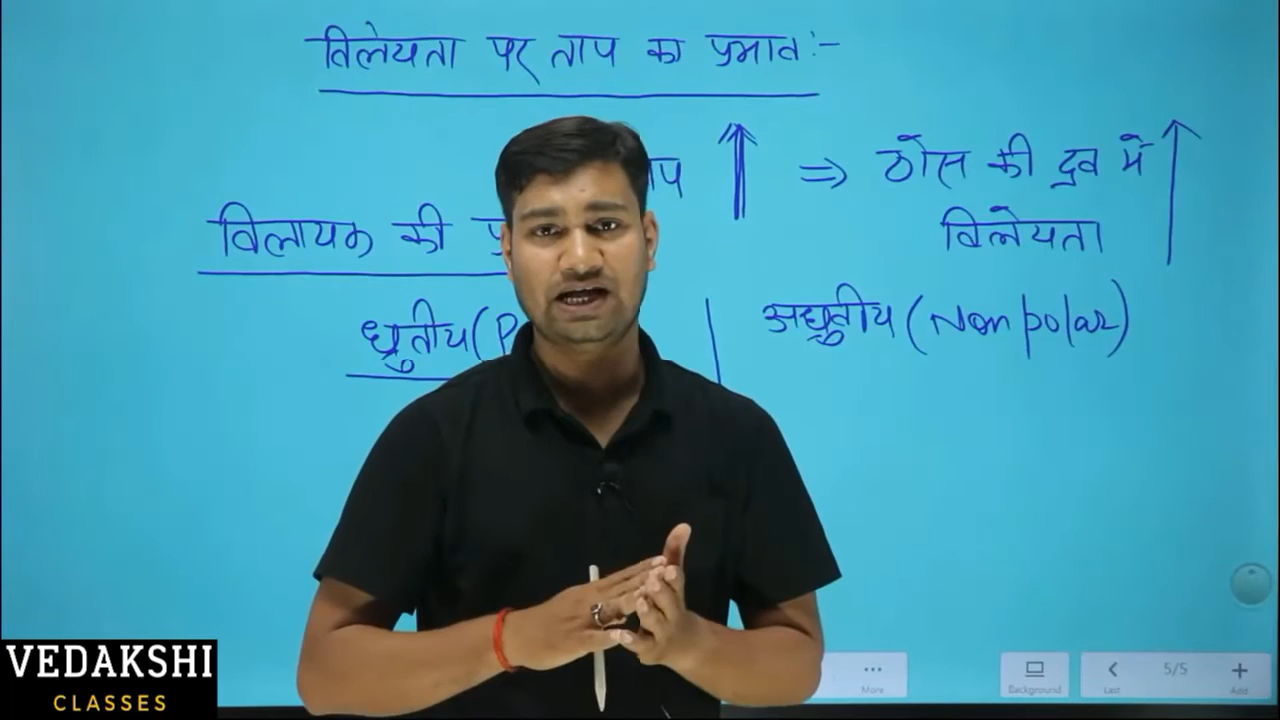 विलेयता पर ताप का प्रभाव :-
⇒ ठोस की द्रव में
विलायक की
विलेयता
ध्रुतीय (
अध्रुतीय (Non polar)
VEDAKSHI
CLASSES
More
Background
Last
5/5
Add